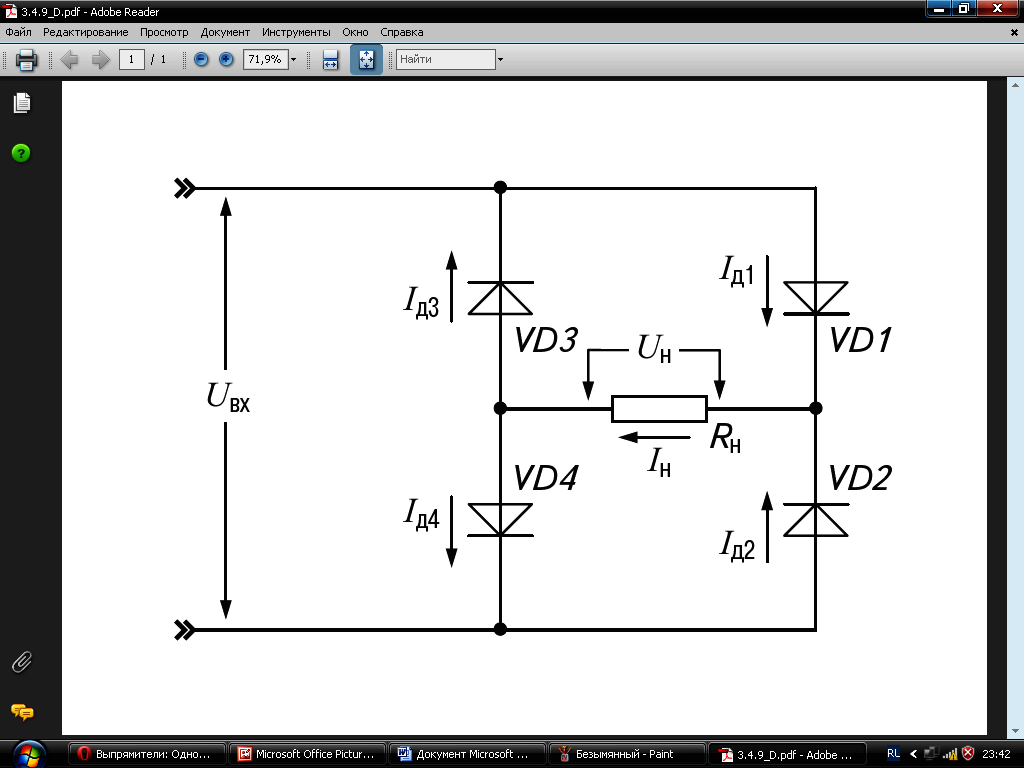 3.4.9_D.pdf - Adobe Reader
Файл Редактирование Просмотр Документ Инструменты Окно Справка
1 / 1 71,9% Найти
Iд1
Iд3
VD3 VD1
Uн
Uвх
Rн
Iн
VD4 VD2
Iд4
Iд2
Выпрямители: Одно... Microsoft Office Pictur... Документ Microsoft ... Безымянный - Paint 3.4.9_D.pdf - Adobe ... RL 23:42